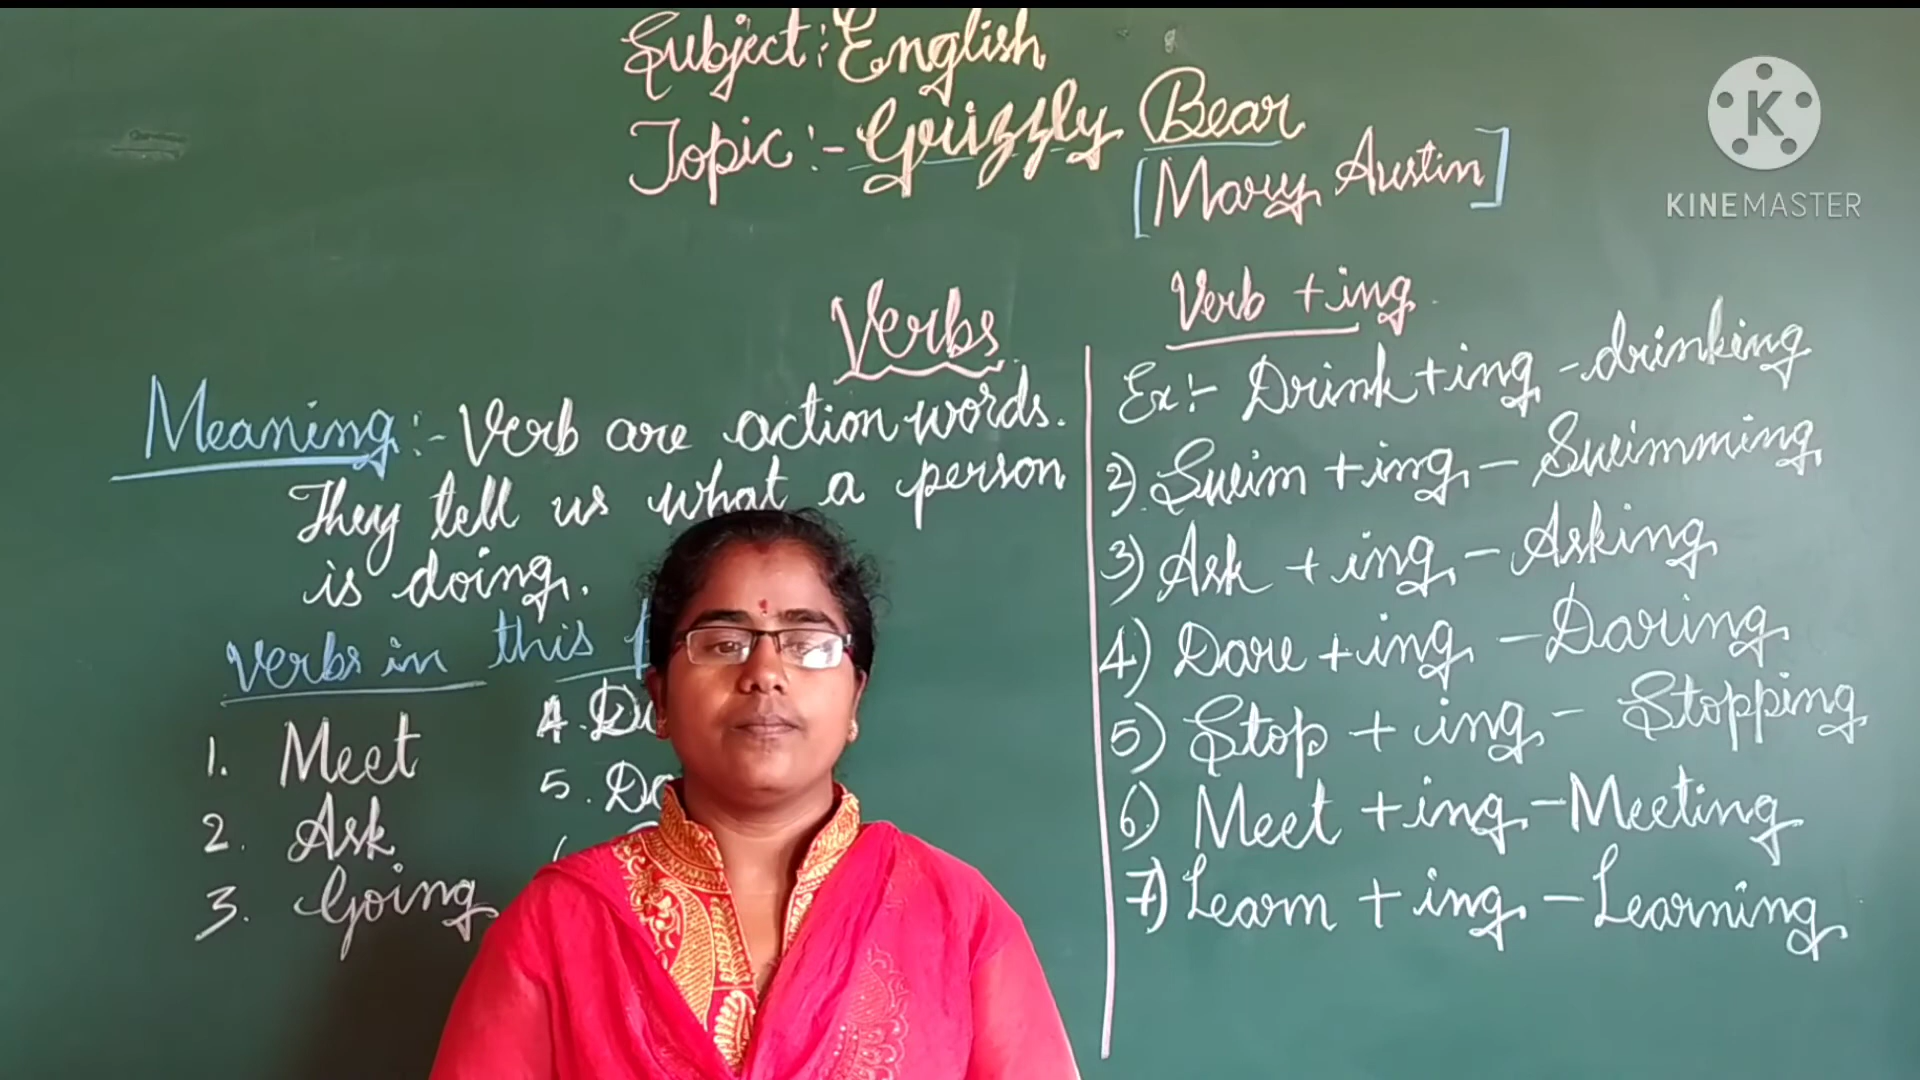 Subject: English
Topic :- Grizzly Bear
[Mary Austin]
K
KINEMASTER
Verbs
Meaning :- Verb are action words.
They tell us what a person
is doing.
Verbs in this
1. Meet
2. Ask
3. Going
4.
5.
Verb + ing
Ex:- Drink + ing - drinking
2) Swim + ing - Swimming
3) Ask + ing - Asking
4) Dare + ing - Daring
5) Stop + ing - Stopping
6) Meet + ing - Meeting
7) Learn + ing - Learning